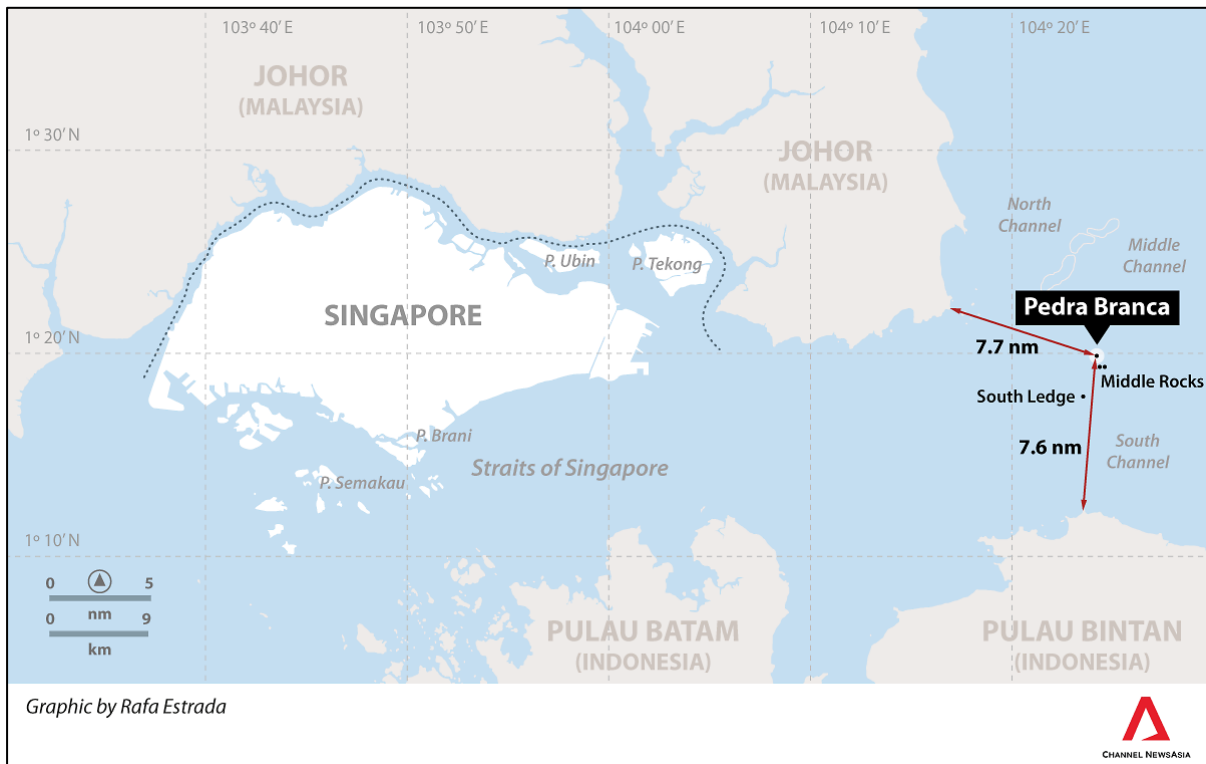 103º 40′ E
103º 50′ E
104º 00′ E
104º 10′ E
104º 20′ E
JOHOR
(MALAYSIA)
1º 30′ N
JOHOR
(MALAYSIA)
North
Channel
Middle
Channel
P. Ubin
P. Tekong
Pedra Branca
SINGAPORE
1º 20′ N
7.7 nm
Middle Rocks
South Ledge
P. Brani
South
Channel
7.6 nm
Straits of Singapore
P. Semakau
1º 10′ N
0 5
nm
0 9
km
PULAU BATAM
(INDONESIA)
PULAU BINTAN
(INDONESIA)
Graphic by Rafa Estrada
CHANNEL NEWSASIA